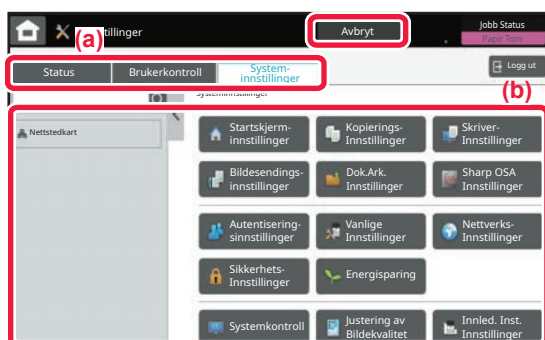 tillinger
(a)
Avbryt
Jobb Status
Papir Tom
Status
Brukerkontroll
System-
innstillinger
Logg ut
(b)
Systeminnstillinger
Nettstedkart
Startskjerm-
innstillinger
Kopierings-
Innstillinger
Skriver-
Innstillinger
Bildesendings-
innstillinger
Dok.Ark.
Innstillinger
Sharp OSA
Innstillinger
Autentisering-
sinnstillinger
Vanlige
Innstillinger
Nettverks-
Innstillinger
Sikkerhets-
Innstillinger
Energisparing
Systemkontroll
Justering av
Bildekvalitet
Innled. Inst.
Innstillinger